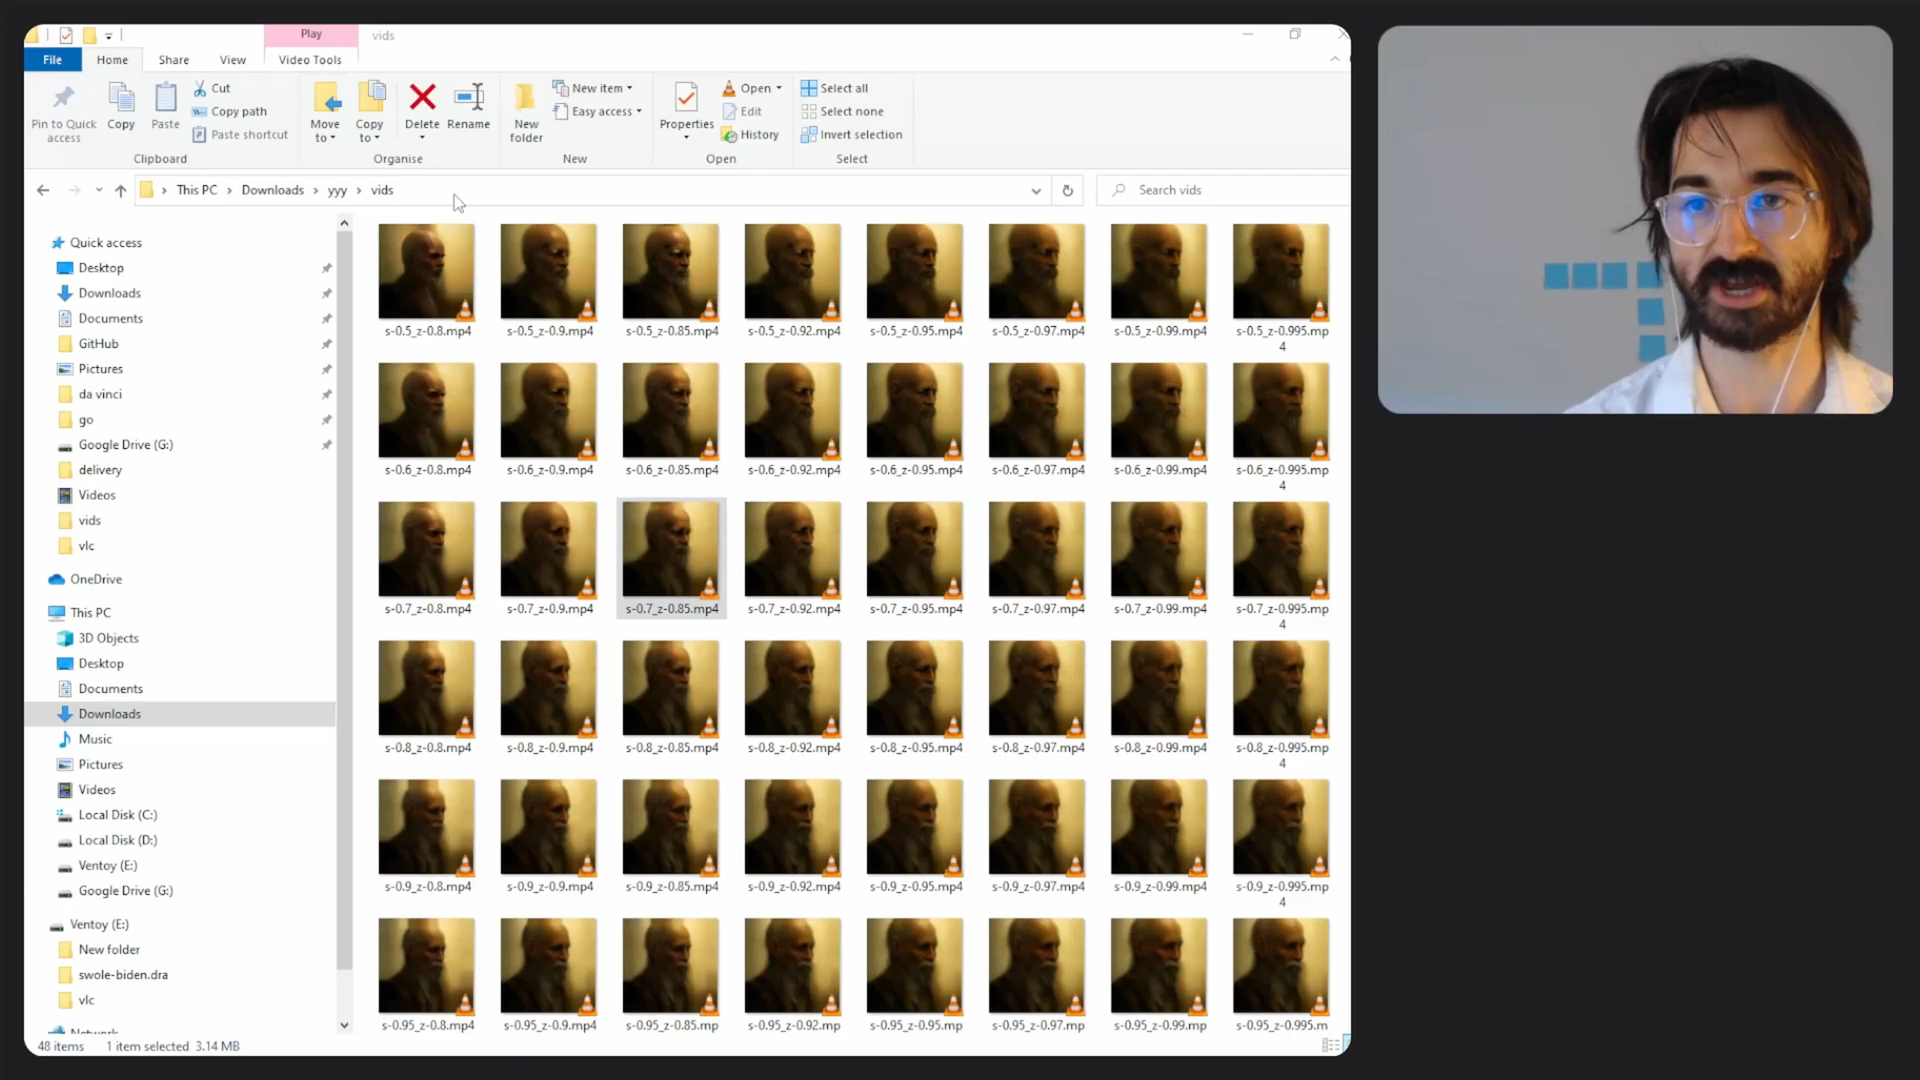 Play vids
File Home Share View Video Tools
Pin to Quick access
Copy
Paste
Cut
Copy path
Paste shortcut
Clipboard
Move to
Copy to
Delete
Rename
Organise
New folder
New item
Easy access
New
Properties
Open
Edit
History
Open
Select all
Select none
Invert selection
Select
This PC > Downloads > yyy > vids
Search vids
Quick access
Desktop
Downloads
Documents
GitHub
Pictures
da vinci
go
Google Drive (G:)
delivery
Videos
vids
vlc
OneDrive
This PC
3D Objects
Desktop
Documents
Downloads
Music
Pictures
Videos
Local Disk (C:)
Local Disk (D:)
Ventoy (E:)
Google Drive (G:)
Ventoy (E:)
New folder
swole-biden.dra
vlc
Network
s-0.5_z-0.8.mp4 s-0.5_z-0.9.mp4 s-0.5_z-0.85.mp4 s-0.5_z-0.92.mp4 s-0.5_z-0.95.mp4 s-0.5_z-0.97.mp4 s-0.5_z-0.99.mp4 s-0.5_z-0.995.mp
4
s-0.6_z-0.8.mp4 s-0.6_z-0.9.mp4 s-0.6_z-0.85.mp4 s-0.6_z-0.92.mp4 s-0.6_z-0.95.mp4 s-0.6_z-0.97.mp4 s-0.6_z-0.99.mp4 s-0.6_z-0.995.mp
4
s-0.7_z-0.8.mp4 s-0.7_z-0.9.mp4 s-0.7_z-0.85.mp4 s-0.7_z-0.92.mp4 s-0.7_z-0.95.mp4 s-0.7_z-0.97.mp4 s-0.7_z-0.99.mp4 s-0.7_z-0.995.mp
4
s-0.8_z-0.8.mp4 s-0.8_z-0.9.mp4 s-0.8_z-0.85.mp4 s-0.8_z-0.92.mp4 s-0.8_z-0.95.mp4 s-0.8_z-0.97.mp4 s-0.8_z-0.99.mp4 s-0.8_z-0.995.mp
4
s-0.9_z-0.8.mp4 s-0.9_z-0.9.mp4 s-0.9_z-0.85.mp4 s-0.9_z-0.92.mp4 s-0.9_z-0.95.mp4 s-0.9_z-0.97.mp4 s-0.9_z-0.99.mp4 s-0.9_z-0.995.mp
4
s-0.95_z-0.8.mp4 s-0.95_z-0.9.mp4 s-0.95_z-0.85.mp s-0.95_z-0.92.mp s-0.95_z-0.95.mp s-0.95_z-0.97.mp s-0.95_z-0.99.mp s-0.95_z-0.995.m
48 items 1 item selected 3.14 MB